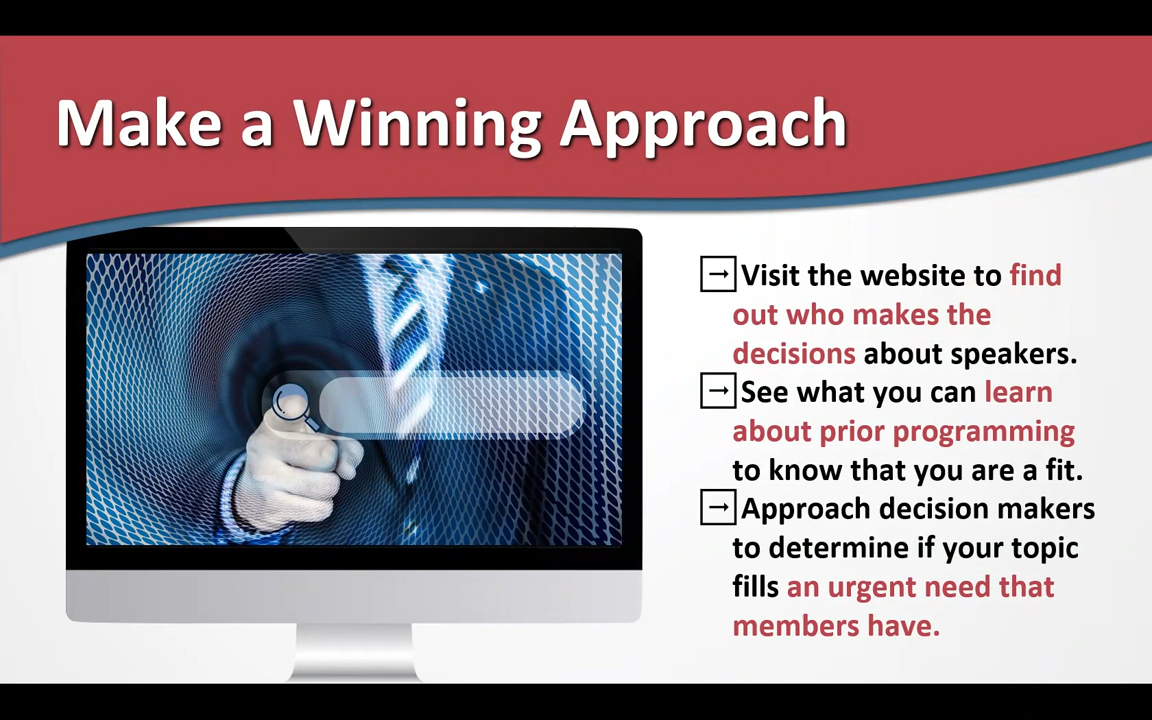 Make a Winning Approach
→ Visit the website to find
out who makes the
decisions about speakers.
→ See what you can learn
about prior programming
to know that you are a fit.
→ Approach decision makers
to determine if your topic
fills an urgent need that
members have.